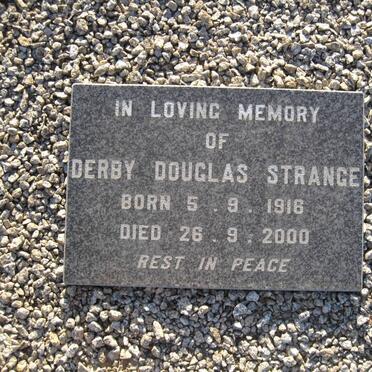 IN LOVING MEMORY
OF
DERBY DOUGLAS STRANGE
BORN 5 . 9 . 1916
DIED 26 . 9 . 2000
REST IN PEACE